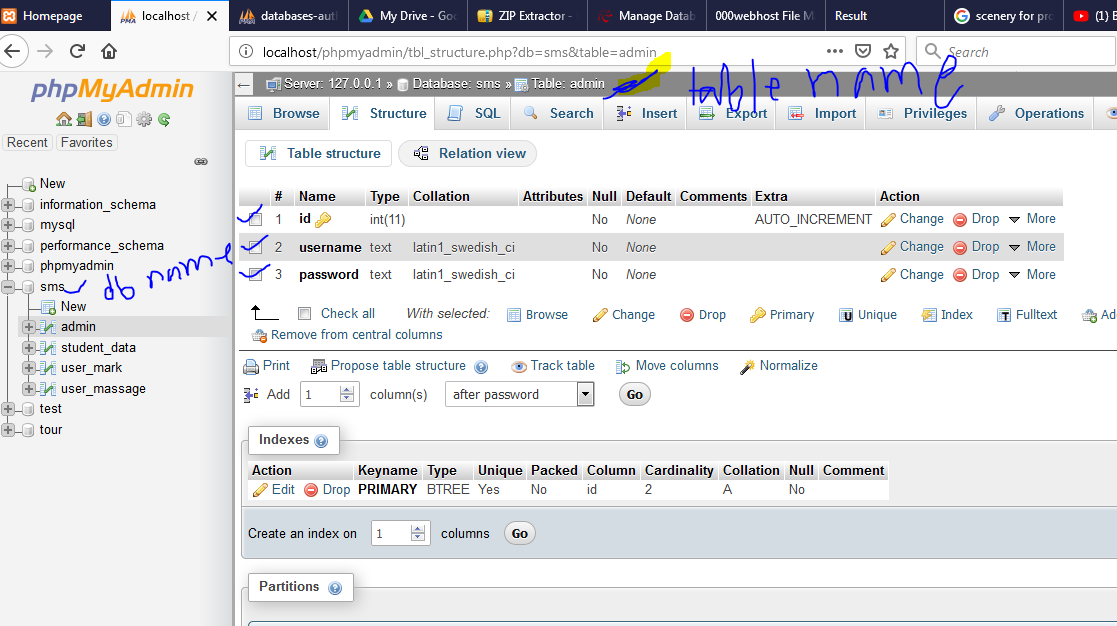 Homepage localhost / databases-aut My Drive - Goo ZIP Extractor - Manage Datab 000webhost File M Result scenery for pro (1) B
localhost/phpmyadmin/tbl_structure.php?db=sms&table=admin Search
phpMyAdmin
Recent Favorites
New
information_schema
mysql
performance_schema
phpmyadmin
sms
New
admin
student_data
user_mark
user_massage
test
tour
db name
Server: 127.0.0.1 » Database: sms » Table: admin
table name
Browse Structure SQL Search Insert Export Import Privileges Operations
Table structure Relation view
# Name Type Collation Attributes Null Default Comments Extra Action
1 id int(11) No None AUTO_INCREMENT Change Drop More
2 username text latin1_swedish_ci No None Change Drop More
3 password text latin1_swedish_ci No None Change Drop More
Check all With selected: Browse Change Drop Primary Unique Index Fulltext Ad
Remove from central columns
Print Propose table structure Track table Move columns Normalize
Add 1 column(s) after password Go
Indexes
Action Keyname Type Unique Packed Column Cardinality Collation Null Comment
Edit Drop PRIMARY BTREE Yes No id 2 A No
Create an index on 1 columns Go
Partitions